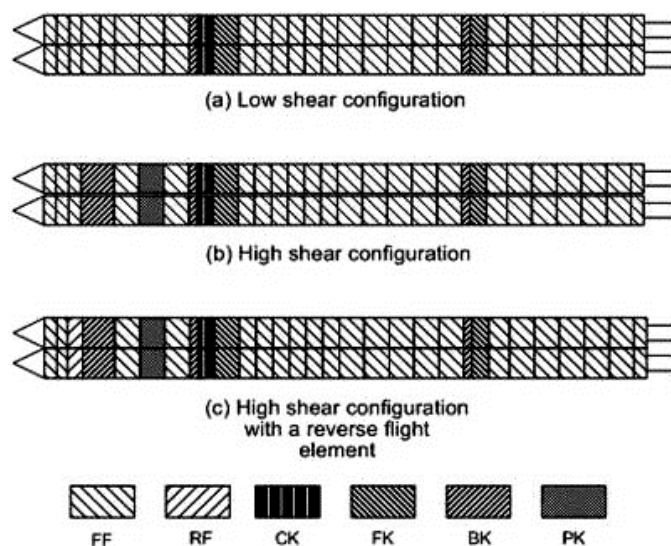 (a) Low shear configuration
(b) High shear configuration
(c) High shear configuration
with a reverse flight
element
FF RF CK FK BK PK